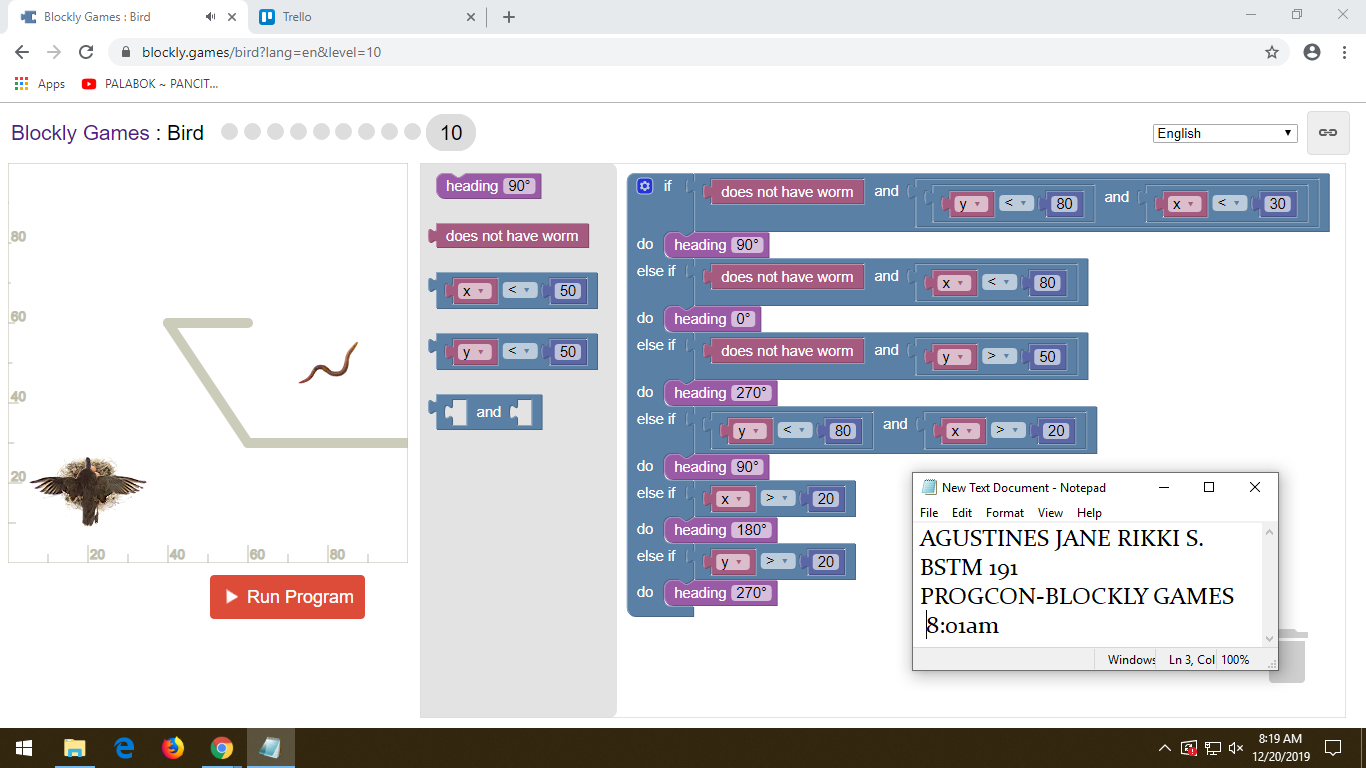 Blockly Games : Bird
Trello
blockly.games/bird?lang=en&level=10
Apps
PALABOK ~ PANCIT...
Blockly Games : Bird
10
English
80
60
40
20
20 40 60 80
Run Program
heading 90°
does not have worm
x < 50
y < 50
and
if does not have worm and y < 80 and x < 30
do heading 90°
else if does not have worm and x < 80
do heading 0°
else if does not have worm and y > 50
do heading 270°
else if y < 80 and x > 20
do heading 90°
else if x > 20
do heading 180°
else if y > 20
do heading 270°
New Text Document - Notepad
File Edit Format View Help
AGUSTINES JANE RIKKI S.
BSTM 191
PROGCON-BLOCKLY GAMES
8:01am
Windows Ln 3, Col 100%
8:19 AM
12/20/2019